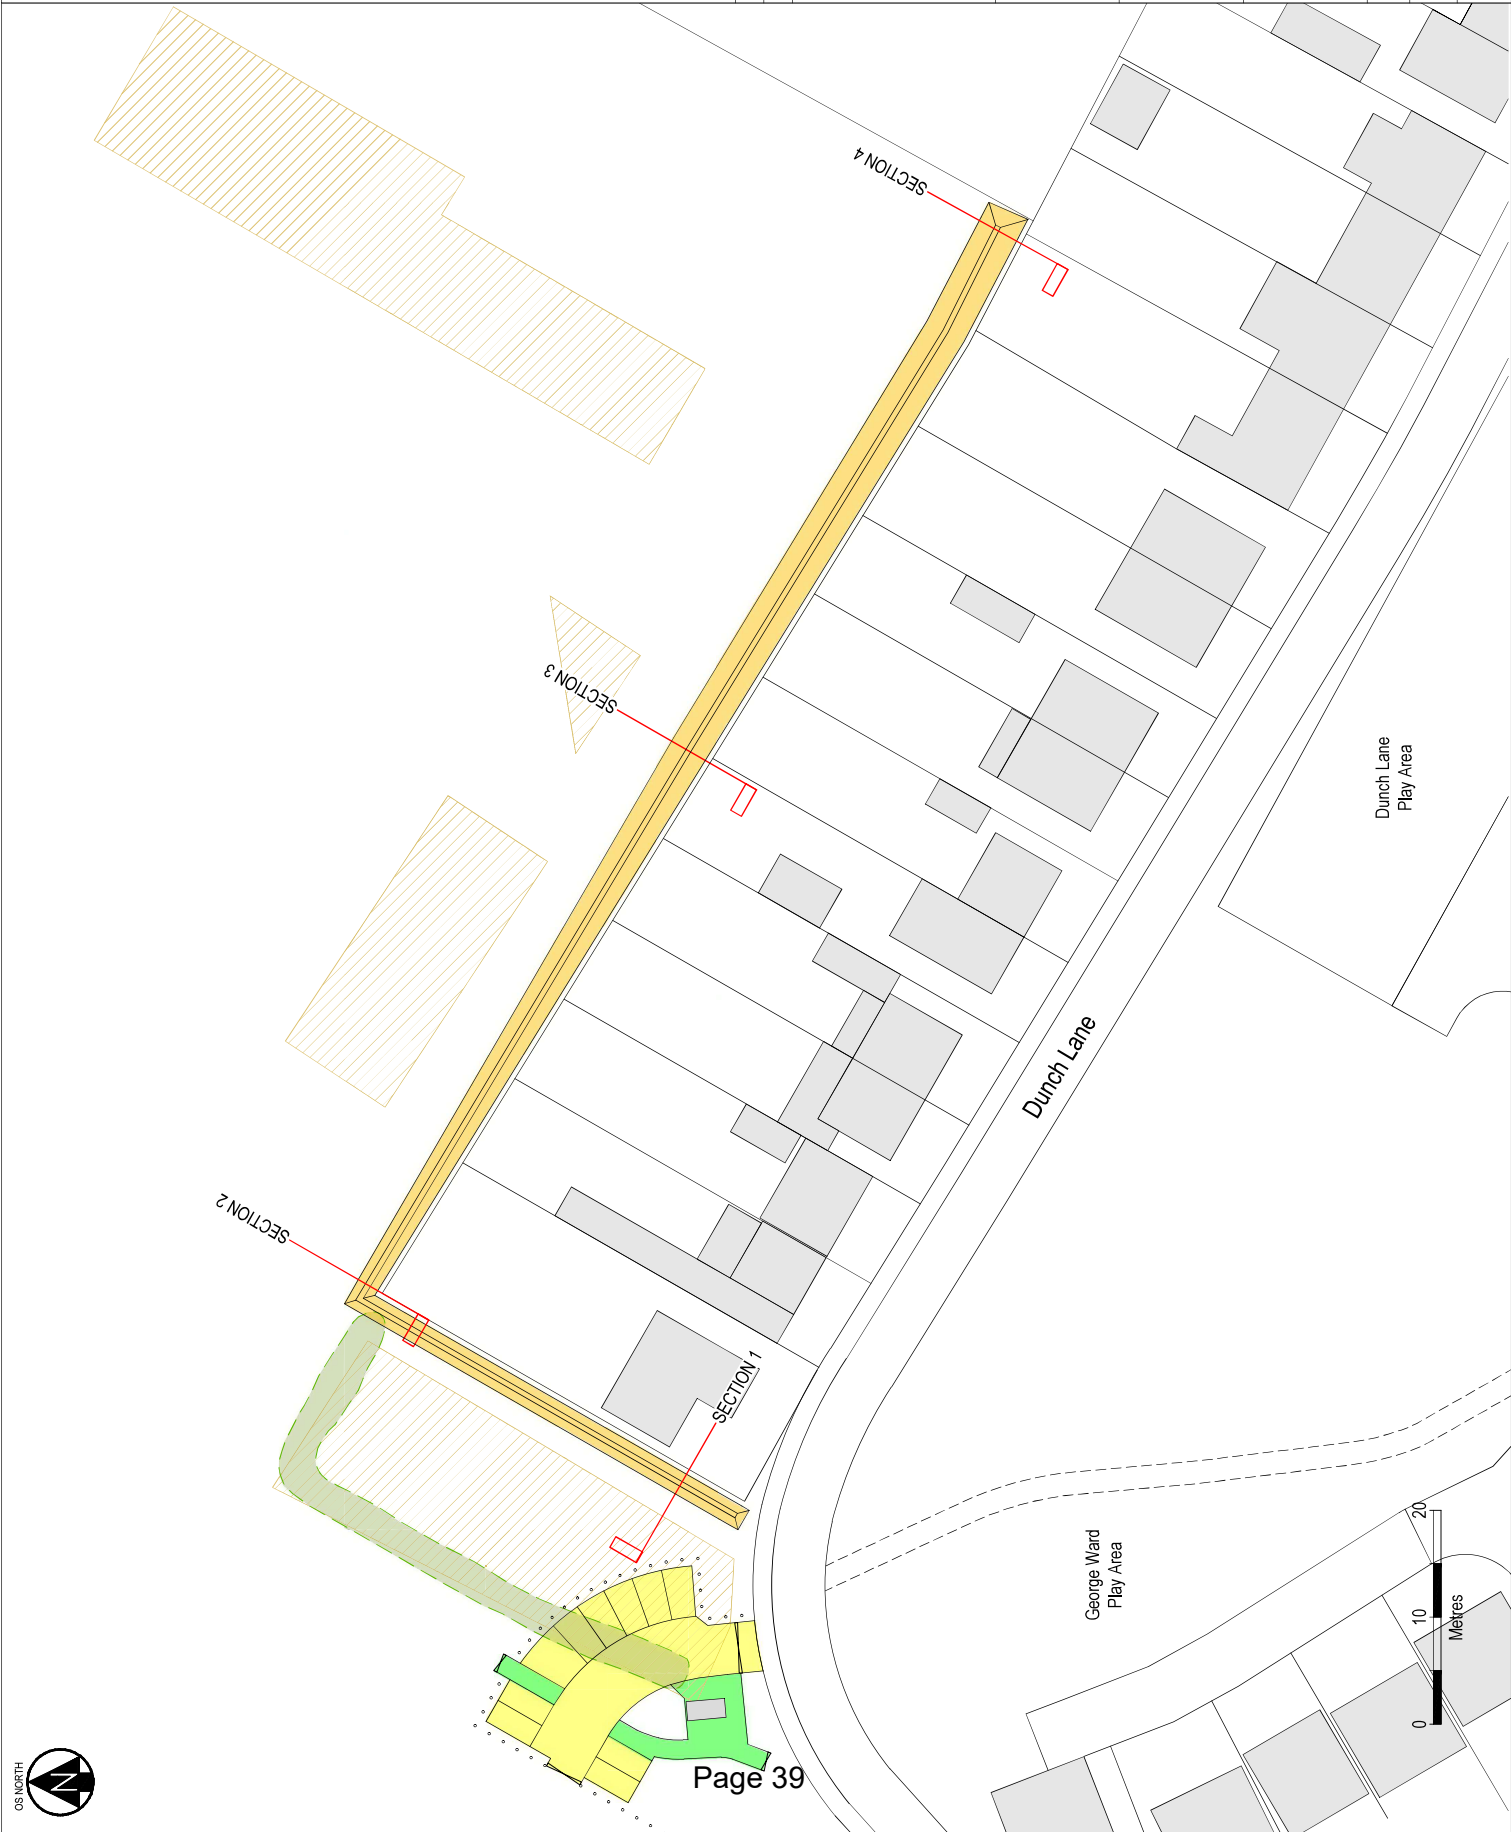 SECTION 4
SECTION 3
Dunch Lane
Play Area
Dunch Lane
SECTION 2
SECTION 1
George Ward
Play Area
0
10
20
Metres
OS NORTH
N
Page 39